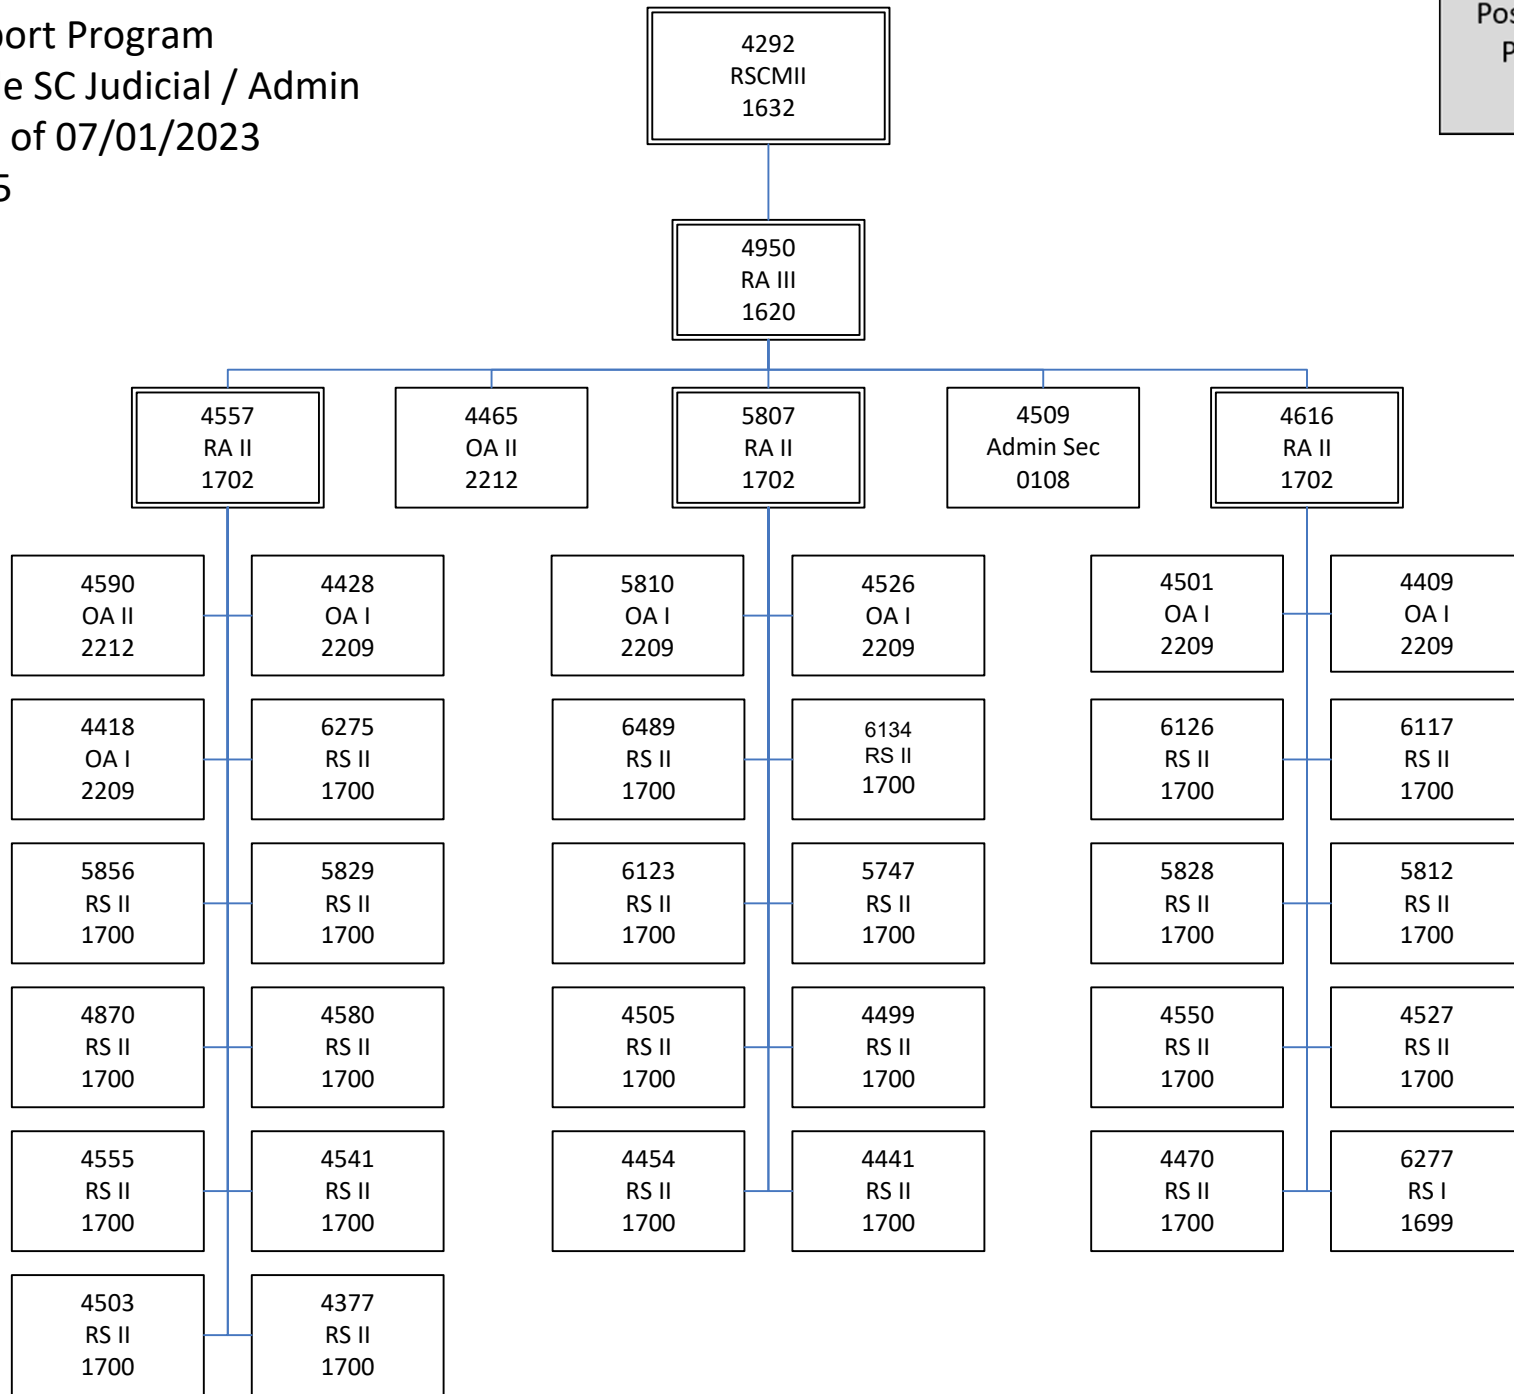 port Program
e SC Judicial / Admin
of 07/01/2023
5
Pos
P
4292
RSCMII
1632
4950
RA III
1620
4557
RA II
1702
4465
OA II
2212
5807
RA II
1702
4509
Admin Sec
0108
4616
RA II
1702
4590
OA II
2212
4428
OA I
2209
5810
OA I
2209
4526
OA I
2209
4501
OA I
2209
4409
OA I
2209
4418
OA I
2209
6275
RS II
1700
6489
RS II
1700
6134
RS II
1700
6126
RS II
1700
6117
RS II
1700
5856
RS II
1700
5829
RS II
1700
6123
RS II
1700
5747
RS II
1700
5828
RS II
1700
5812
RS II
1700
4870
RS II
1700
4580
RS II
1700
4505
RS II
1700
4499
RS II
1700
4550
RS II
1700
4527
RS II
1700
4555
RS II
1700
4541
RS II
1700
4454
RS II
1700
4441
RS II
1700
4470
RS II
1700
6277
RS I
1699
4503
RS II
1700
4377
RS II
1700